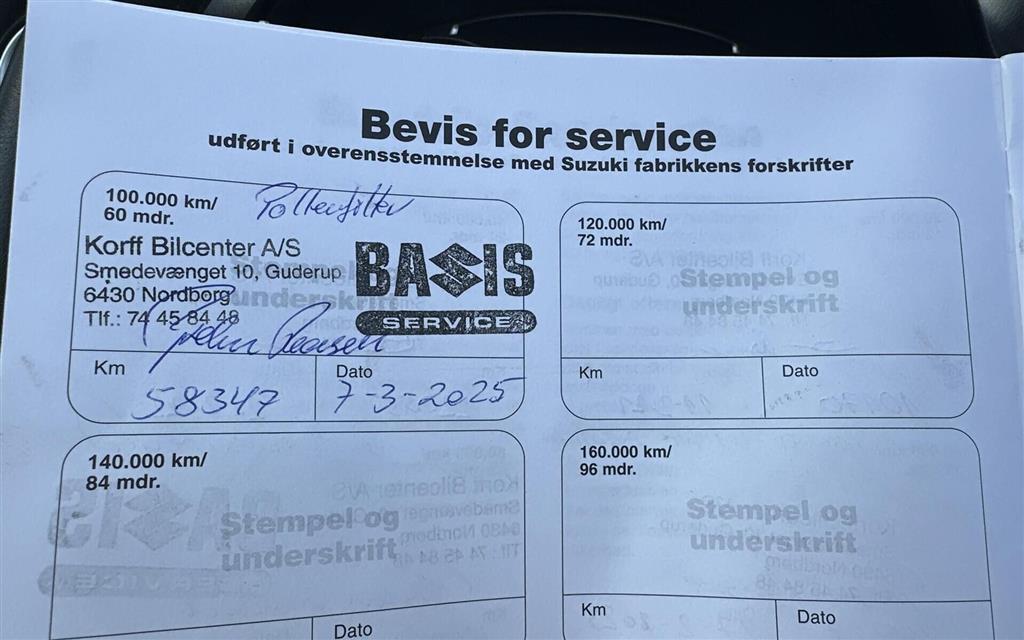 Bevis for service
udført i overensstemmelse med Suzuki fabrikkens forskrifter
100.000 km/
60 mdr.
Pollenfilter
Korff Bilcenter A/S
Smedevænget 10, Guderup
6430 Nordborg
Tlf.: 74 45 84 48
underskrift
BASIS
SERVICE
Km
58347
Dato
7-3-2025
120.000 km/
72 mdr.
Stempel og
underskrift
Km
Dato
140.000 km/
84 mdr.
Stempel og
underskrift
Dato
160.000 km/
96 mdr.
Stempel og
underskrift
Km
Dato